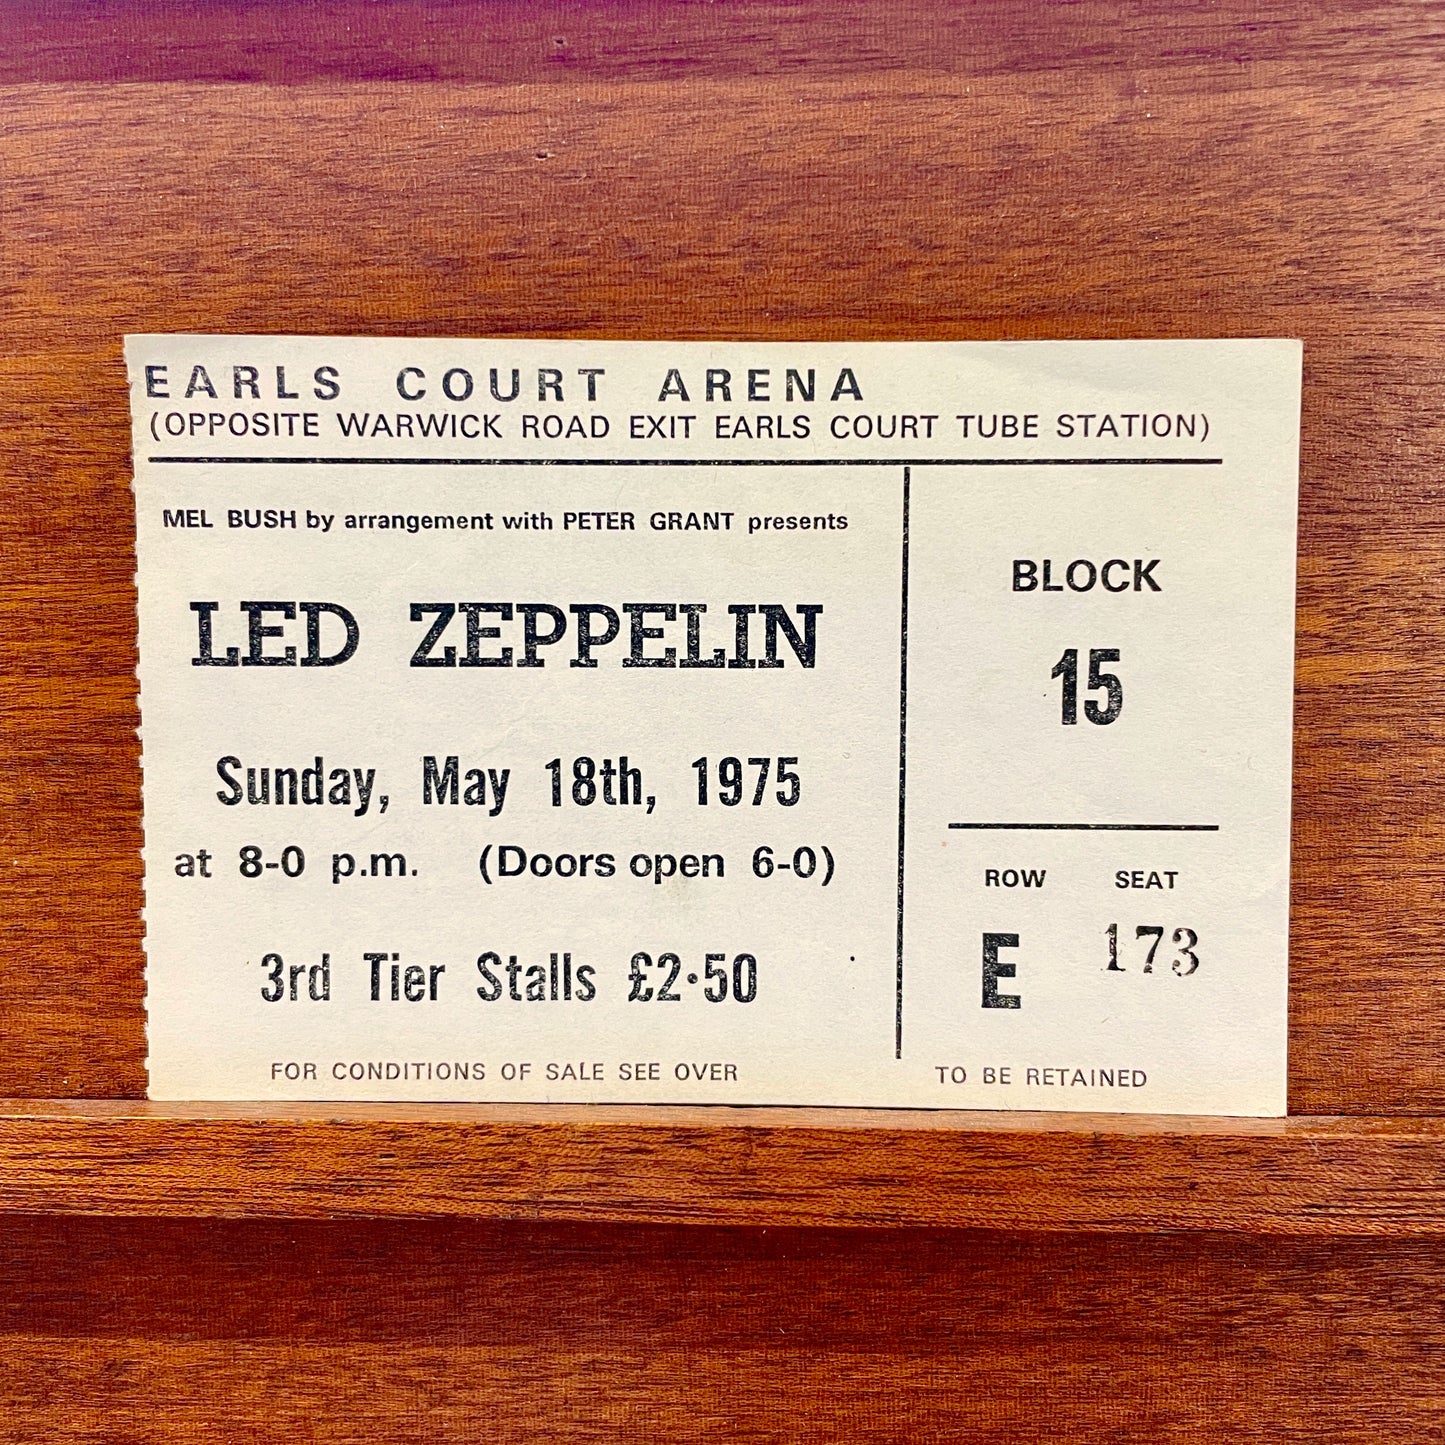 EARLS COURT ARENA
(OPPOSITE WARWICK ROAD EXIT EARLS COURT TUBE STATION)
MEL BUSH by arrangement with PETER GRANT presents
LED ZEPPELIN
Sunday, May 18th, 1975
at 8-0 p.m. (Doors open 6-0)
3rd Tier Stalls £2·50
FOR CONDITIONS OF SALE SEE OVER
BLOCK
15
ROW SEAT
E 173
TO BE RETAINED